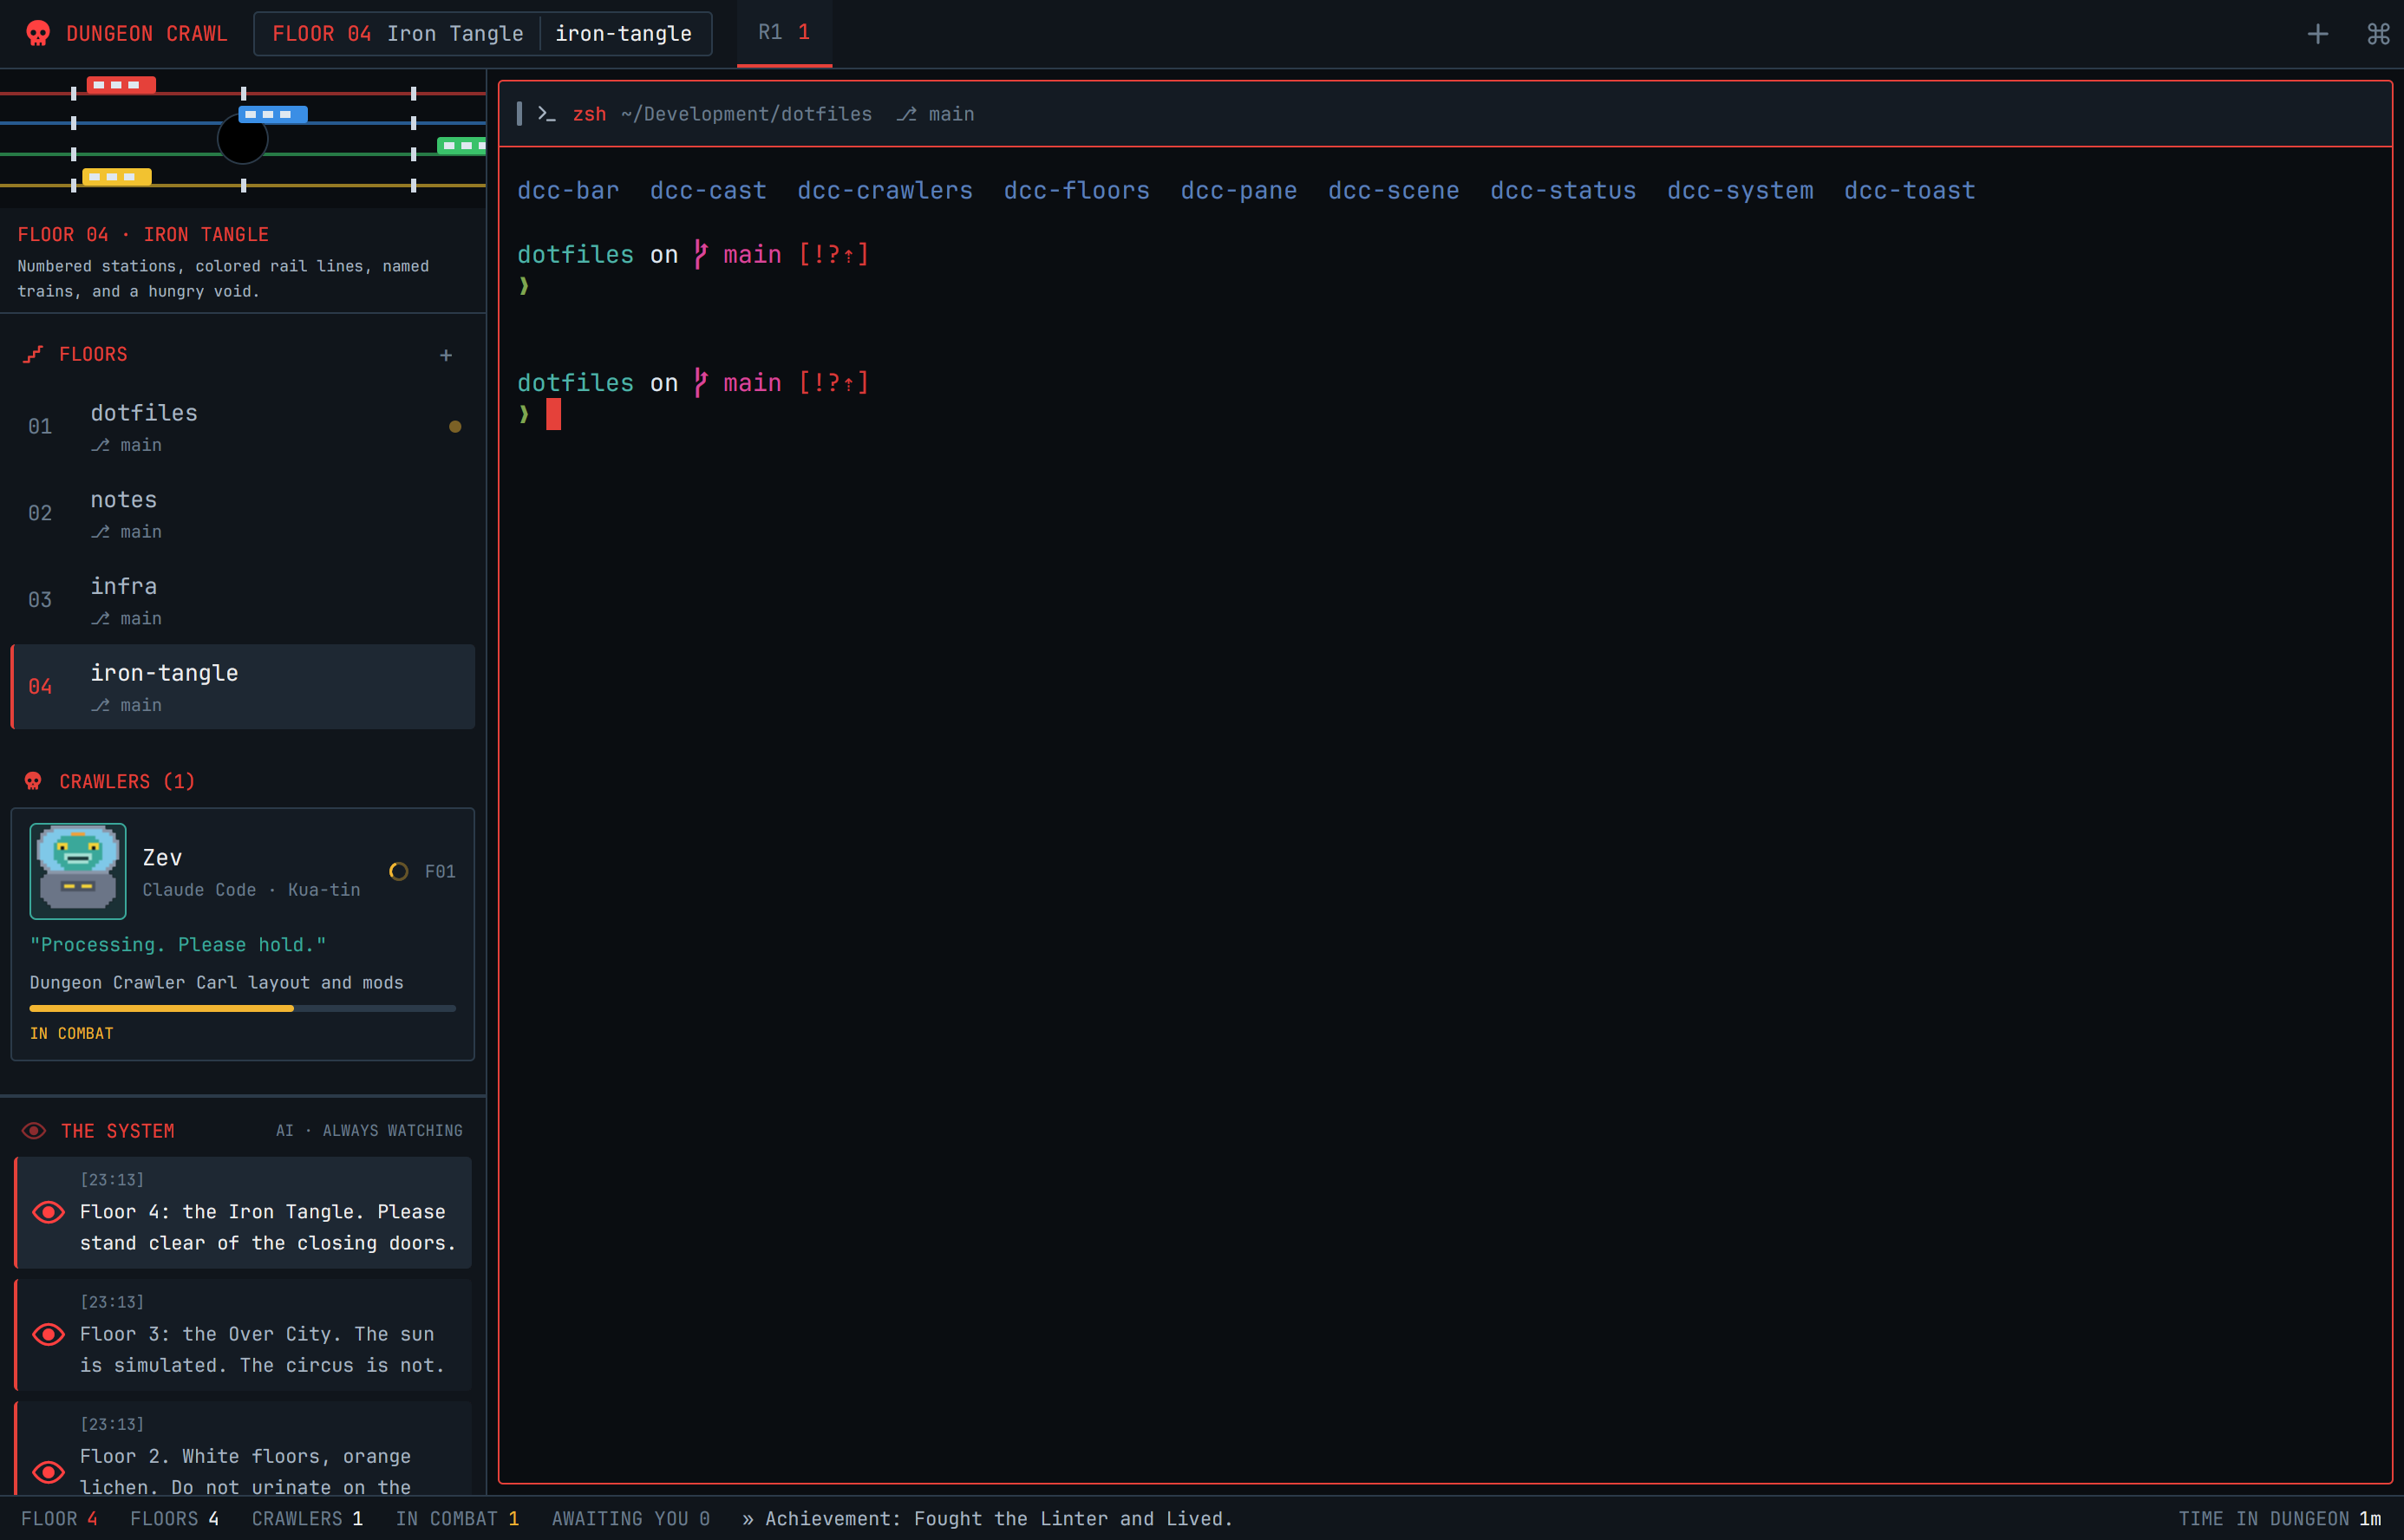 DUNGEON CRAWL
FLOOR 04 Iron Tangle
iron-tangle
R1 1
FLOOR 04 · IRON TANGLE
Numbered stations, colored rail lines, named
trains, and a hungry void.
FLOORS
01
dotfiles
main
02
notes
main
03
infra
main
04
iron-tangle
main
CRAWLERS (1)
Zev
Claude Code · Kua-tin
F01
"Processing. Please hold."
Dungeon Crawler Carl layout and mods
IN COMBAT
THE SYSTEM
AI · ALWAYS WATCHING
[23:13]
Floor 4: the Iron Tangle. Please
stand clear of the closing doors.
[23:13]
Floor 3: the Over City. The sun
is simulated. The circus is not.
[23:13]
Floor 2. White floors, orange
lichen. Do not urinate on the
zsh ~/Development/dotfiles ⎇ main
dcc-bar dcc-cast dcc-crawlers dcc-floors dcc-pane dcc-scene dcc-status dcc-system dcc-toast
dotfiles on main [!?⇡]
❱
dotfiles on main [!?⇡]
❱
FLOOR 4 FLOORS 4 CRAWLERS 1 IN COMBAT 1 AWAITING YOU 0 » Achievement: Fought the Linter and Lived.
TIME IN DUNGEON 1m